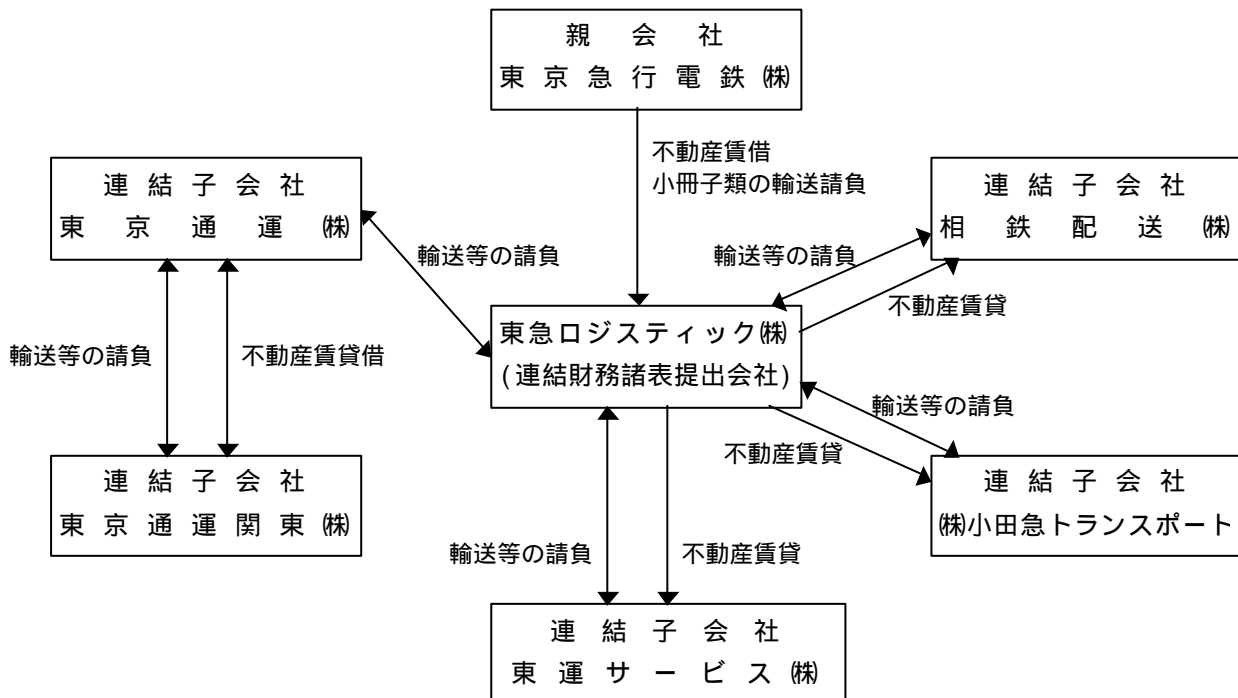 親会社
東京急行電鉄㈱
不動産賃借
小冊子類の輸送請負
連結子会社
東京通運㈱
連結子会社
相鉄配送㈱
輸送等の請負
輸送等の請負
不動産賃貸
東急ロジスティック㈱
(連結財務諸表提出会社)
輸送等の請負
不動産賃貸借
輸送等の請負
不動産賃貸
連結子会社
東京通運関東㈱
連結子会社
㈱小田急トランスポート
輸送等の請負
不動産賃貸
連結子会社
東運サービス㈱